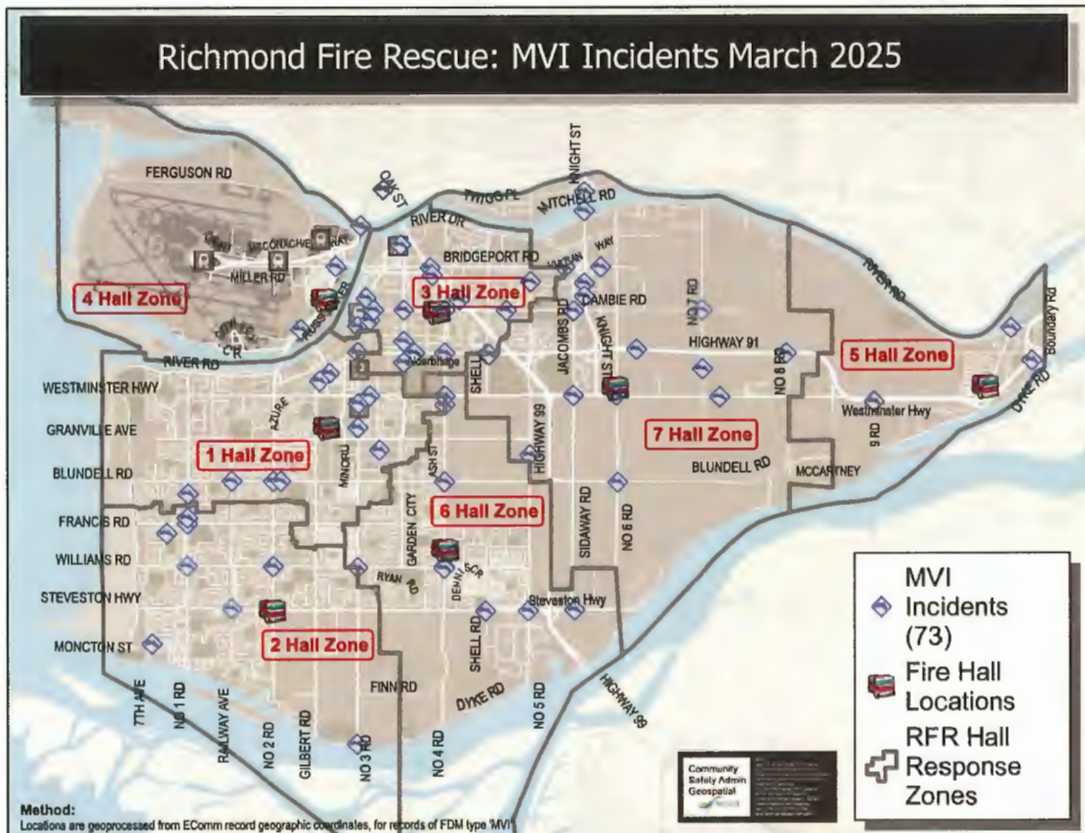 Richmond Fire Rescue: MVI Incidents March 2025
FERGUSON RD
OAK ST
TWIGG PL
KNIGHT ST
MITCHELL RD
RIVER DR
MILLER RD
BRIDGEPORT RD
VULCAN WAY
4 Hall Zone
3 Hall Zone
CAMBIE RD
NO 7 RD
RIVER RD
Boundary Rd
RIVER RD
Alderbridge
SHELL
JACOMBS RD
HIGHWAY 91
NO 8 RD
5 Hall Zone
DYKE RD
WESTMINSTER HWY
AZURE
Westminster Hwy
9 RD
GRANVILLE AVE
1 Hall Zone
MINORU
ASH ST
HIGHWAY 99
7 Hall Zone
BLUNDELL RD
BLUNDELL RD
MCCARTNEY
FRANCIS RD
GARDEN CITY
6 Hall Zone
SIDAWAY RD
NO 6 RD
WILLIAMS RD
RYAN RD
STEVESTON HWY
Steveston Hwy
MONCTON ST
2 Hall Zone
SHELL RD
FINN RD
DYKE RD
7TH AVE
NO 1 RD
RAILWAY AVE
NO 2 RD
GILBERT RD
NO 3 RD
NO 4 RD
NO 5 RD
HIGHWAY 99
MVI
Incidents
(73)
Fire Hall
Locations
RFR Hall
Response
Zones
Community
Safety Admin
Geospatial
Method:
Locations are geoprocessed from EComm record geographic coordinates, for records of FDM type 'MVI'